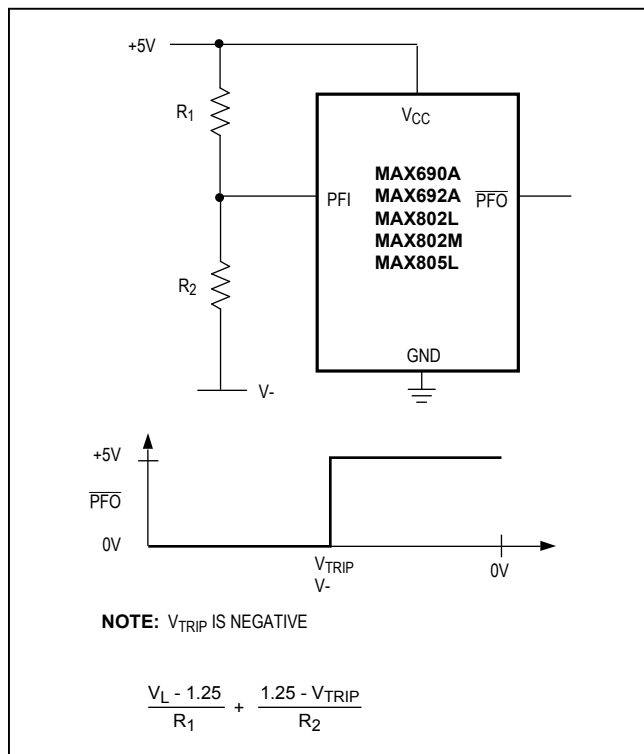 +5V
R1
VCC
MAX690A
MAX692A
MAX802L
MAX802M
MAX805L
PFI
PFO
R2
GND
V-
+5V
PFO
0V
VTRIP
V-
0V
NOTE: VTRIP IS NEGATIVE
VL - 1.25
R1
+
1.25 - VTRIP
R2